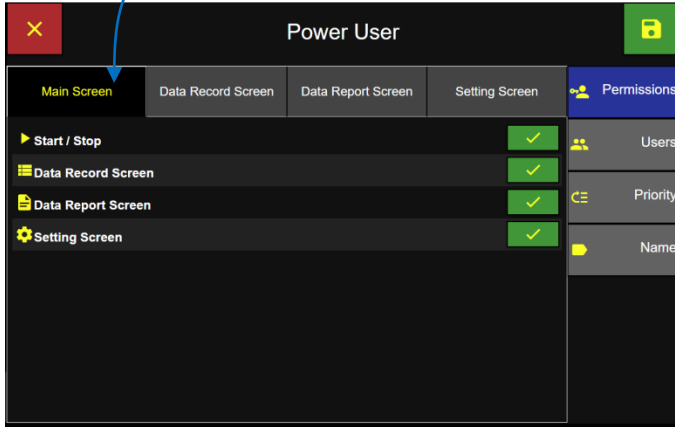 Power User
Main Screen
Data Record Screen
Data Report Screen
Setting Screen
Permissions
Start / Stop
Users
Data Record Screen
Data Report Screen
Priority
Setting Screen
Name